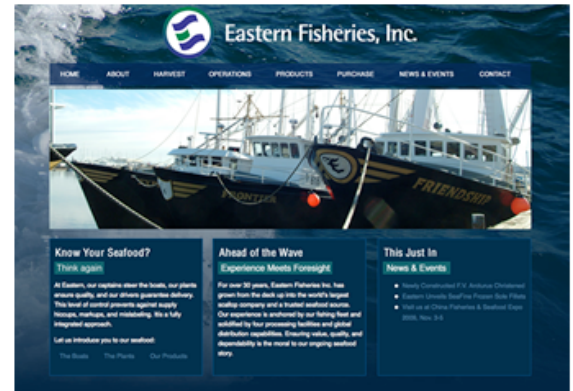 Eastern Fisheries, Inc.
HOME ABOUT HARVEST OPERATIONS PRODUCTS PURCHASE NEWS & EVENTS CONTACT
FRONTIER
FRIENDSHIP
Know Your Seafood?
Think again
At Eastern, our captains steer the boats, our plants
ensure quality, and our drivers guarantee delivery.
This level of control prevents against supply
hiccups, markups, and mislabeling. It's a fully
integrated approach.
Let us introduce you to our seafood:
The Boats The Plants Our Products
Ahead of the Wave
Experience Meets Foresight
For over 30 years, Eastern Fisheries Inc. has
grown from the deck up into the world's largest
scallop company and a trusted seafood source.
Our experience is anchored by our fishing fleet and
solidified by four processing facilities and global
distribution capabilities. Ensuring value, quality, and
dependability is the moral to our ongoing seafood
story.
This Just In
News & Events
Newly Constructed F.V. Christened
Eastern Unveils SeaFine Frozen Sole Fillets
Visit us at China Fisheries & Seafood Expo
Nov. 3-5